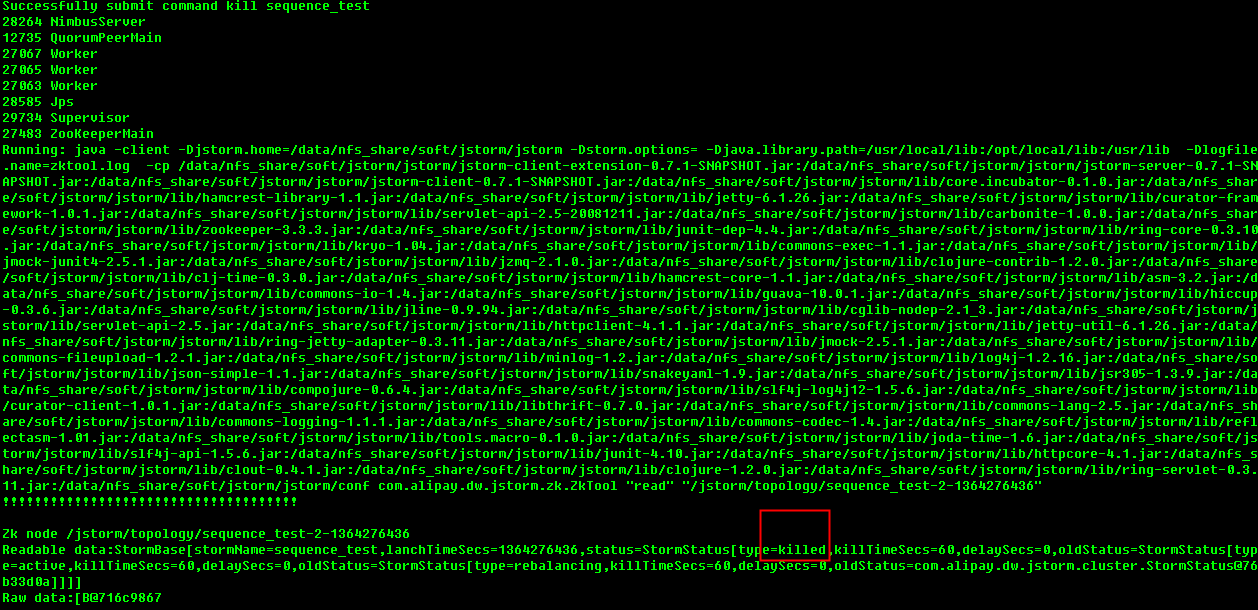 Successfully submit command kill sequence_test
28264 NimbusServer
12735 QuorumPeerMain
27067 Worker
27065 Worker
27063 Worker
28585 Jps
29734 Supervisor
27483 ZooKeeperMain
Running: java -client -Djstorm.home=/data/nfs_share/soft/jstorm/jstorm -Dstorm.options= -Djava.library.path=/usr/local/lib:/opt/local/lib:/usr/lib  -Dlogfile
.name=zktool.log  -cp /data/nfs_share/soft/jstorm/jstorm/jstorm-client-extension-0.7.1-SNAPSHOT.jar:/data/nfs_share/soft/jstorm/jstorm/jstorm-server-0.7.1-SN
APSHOT.jar:/data/nfs_share/soft/jstorm/jstorm/jstorm-client-0.7.1-SNAPSHOT.jar:/data/nfs_share/soft/jstorm/jstorm/lib/core.incubator-0.1.0.jar:/data/nfs_shar
e/soft/jstorm/jstorm/lib/hamcrest-library-1.1.jar:/data/nfs_share/soft/jstorm/jstorm/lib/jetty-6.1.26.jar:/data/nfs_share/soft/jstorm/jstorm/lib/curator-fram
ework-1.0.1.jar:/data/nfs_share/soft/jstorm/jstorm/lib/servlet-api-2.5-20081211.jar:/data/nfs_share/soft/jstorm/jstorm/lib/carbonite-1.0.0.jar:/data/nfs_shar
e/soft/jstorm/jstorm/lib/zookeeper-3.3.3.jar:/data/nfs_share/soft/jstorm/jstorm/lib/junit-dep-4.4.jar:/data/nfs_share/soft/jstorm/jstorm/lib/ring-core-0.3.10
.jar:/data/nfs_share/soft/jstorm/jstorm/lib/kryo-1.04.jar:/data/nfs_share/soft/jstorm/jstorm/lib/commons-exec-1.1.jar:/data/nfs_share/soft/jstorm/jstorm/lib/
jmock-junit4-2.5.1.jar:/data/nfs_share/soft/jstorm/jstorm/lib/jzmq-2.1.0.jar:/data/nfs_share/soft/jstorm/jstorm/lib/clojure-contrib-1.2.0.jar:/data/nfs_share
/soft/jstorm/jstorm/lib/clj-time-0.3.0.jar:/data/nfs_share/soft/jstorm/jstorm/lib/hamcrest-core-1.1.jar:/data/nfs_share/soft/jstorm/jstorm/lib/asm-3.2.jar:/d
ata/nfs_share/soft/jstorm/jstorm/lib/commons-io-1.4.jar:/data/nfs_share/soft/jstorm/jstorm/lib/guava-10.0.1.jar:/data/nfs_share/soft/jstorm/jstorm/lib/hiccup
-0.3.6.jar:/data/nfs_share/soft/jstorm/jstorm/lib/jline-0.9.94.jar:/data/nfs_share/soft/jstorm/jstorm/lib/cglib-nodep-2.1_3.jar:/data/nfs_share/soft/jstorm/j
storm/lib/servlet-api-2.5.jar:/data/nfs_share/soft/jstorm/jstorm/lib/httpclient-4.1.1.jar:/data/nfs_share/soft/jstorm/jstorm/lib/jetty-util-6.1.26.jar:/data/
nfs_share/soft/jstorm/jstorm/lib/ring-jetty-adapter-0.3.11.jar:/data/nfs_share/soft/jstorm/jstorm/lib/jmock-2.5.1.jar:/data/nfs_share/soft/jstorm/jstorm/lib/
commons-fileupload-1.2.1.jar:/data/nfs_share/soft/jstorm/jstorm/lib/minlog-1.2.jar:/data/nfs_share/soft/jstorm/jstorm/lib/log4j-1.2.16.jar:/data/nfs_share/so
ft/jstorm/jstorm/lib/json-simple-1.1.jar:/data/nfs_share/soft/jstorm/jstorm/lib/snakeyaml-1.9.jar:/data/nfs_share/soft/jstorm/jstorm/lib/jsr305-1.3.9.jar:/da
ta/nfs_share/soft/jstorm/jstorm/lib/compojure-0.6.4.jar:/data/nfs_share/soft/jstorm/jstorm/lib/slf4j-log4j12-1.5.6.jar:/data/nfs_share/soft/jstorm/jstorm/lib
/curator-client-1.0.1.jar:/data/nfs_share/soft/jstorm/jstorm/lib/libthrift-0.7.0.jar:/data/nfs_share/soft/jstorm/jstorm/lib/commons-lang-2.5.jar:/data/nfs_sh
are/soft/jstorm/jstorm/lib/commons-logging-1.1.1.jar:/data/nfs_share/soft/jstorm/jstorm/lib/commons-codec-1.4.jar:/data/nfs_share/soft/jstorm/jstorm/lib/refl
ectasm-1.01.jar:/data/nfs_share/soft/jstorm/jstorm/lib/tools.macro-0.1.0.jar:/data/nfs_share/soft/jstorm/jstorm/lib/joda-time-1.6.jar:/data/nfs_share/soft/js
torm/jstorm/lib/slf4j-api-1.5.6.jar:/data/nfs_share/soft/jstorm/jstorm/lib/junit-4.10.jar:/data/nfs_share/soft/jstorm/jstorm/lib/httpcore-4.1.jar:/data/nfs_s
hare/soft/jstorm/jstorm/lib/clout-0.4.1.jar:/data/nfs_share/soft/jstorm/jstorm/lib/clojure-1.2.0.jar:/data/nfs_share/soft/jstorm/jstorm/lib/ring-servlet-0.3.
11.jar:/data/nfs_share/soft/jstorm/jstorm/conf com.alipay.dw.jstorm.zk.ZkTool "read" "/jstorm/topology/sequence_test-2-1364276436"
!!!!!!!!!!!!!!!!!!!!!!!!!!!!!!!!!!!!!
Zk node /jstorm/topology/sequence_test-2-1364276436
Readable data:StormBase[stormName=sequence_test,lanchTimeSecs=1364276436,status=StormStatus[type=killed,killTimeSecs=60,delaySecs=0,oldStatus=StormStatus[typ
e=active,killTimeSecs=60,delaySecs=0,oldStatus=StormStatus[type=rebalancing,killTimeSecs=60,delaySecs=0,oldStatus=com.alipay.dw.jstorm.cluster.StormStatus@76
b33d0a]]]]
Raw data:[B@716c9867